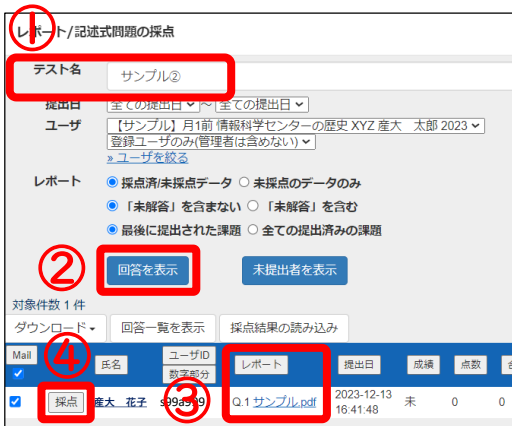 ①
レポート/記述式問題の採点
テスト名 サンプル②
提出日 全ての提出日 ～ 全ての提出日
ユーザ 【サンプル】月1前 情報科学センターの歴史 XYZ 産大 太郎 2023
登録ユーザのみ(管理者は含めない)
» ユーザを絞る
レポート 採点済/未採点データ 未採点のデータのみ
「未解答」を含まない 「未解答」を含む
最後に提出された課題 全ての提出済みの課題
② 回答を表示 未提出者を表示
対象件数 1 件
ダウンロード 回答一覧を表示 採点結果の読み込み
④
Mail 氏名 ユーザID 数字部分 レポート 提出日 成績 点数
③
採点 産大 花子 Q.1 サンプル.pdf 2023-12-13 未 0 0
16:41:48